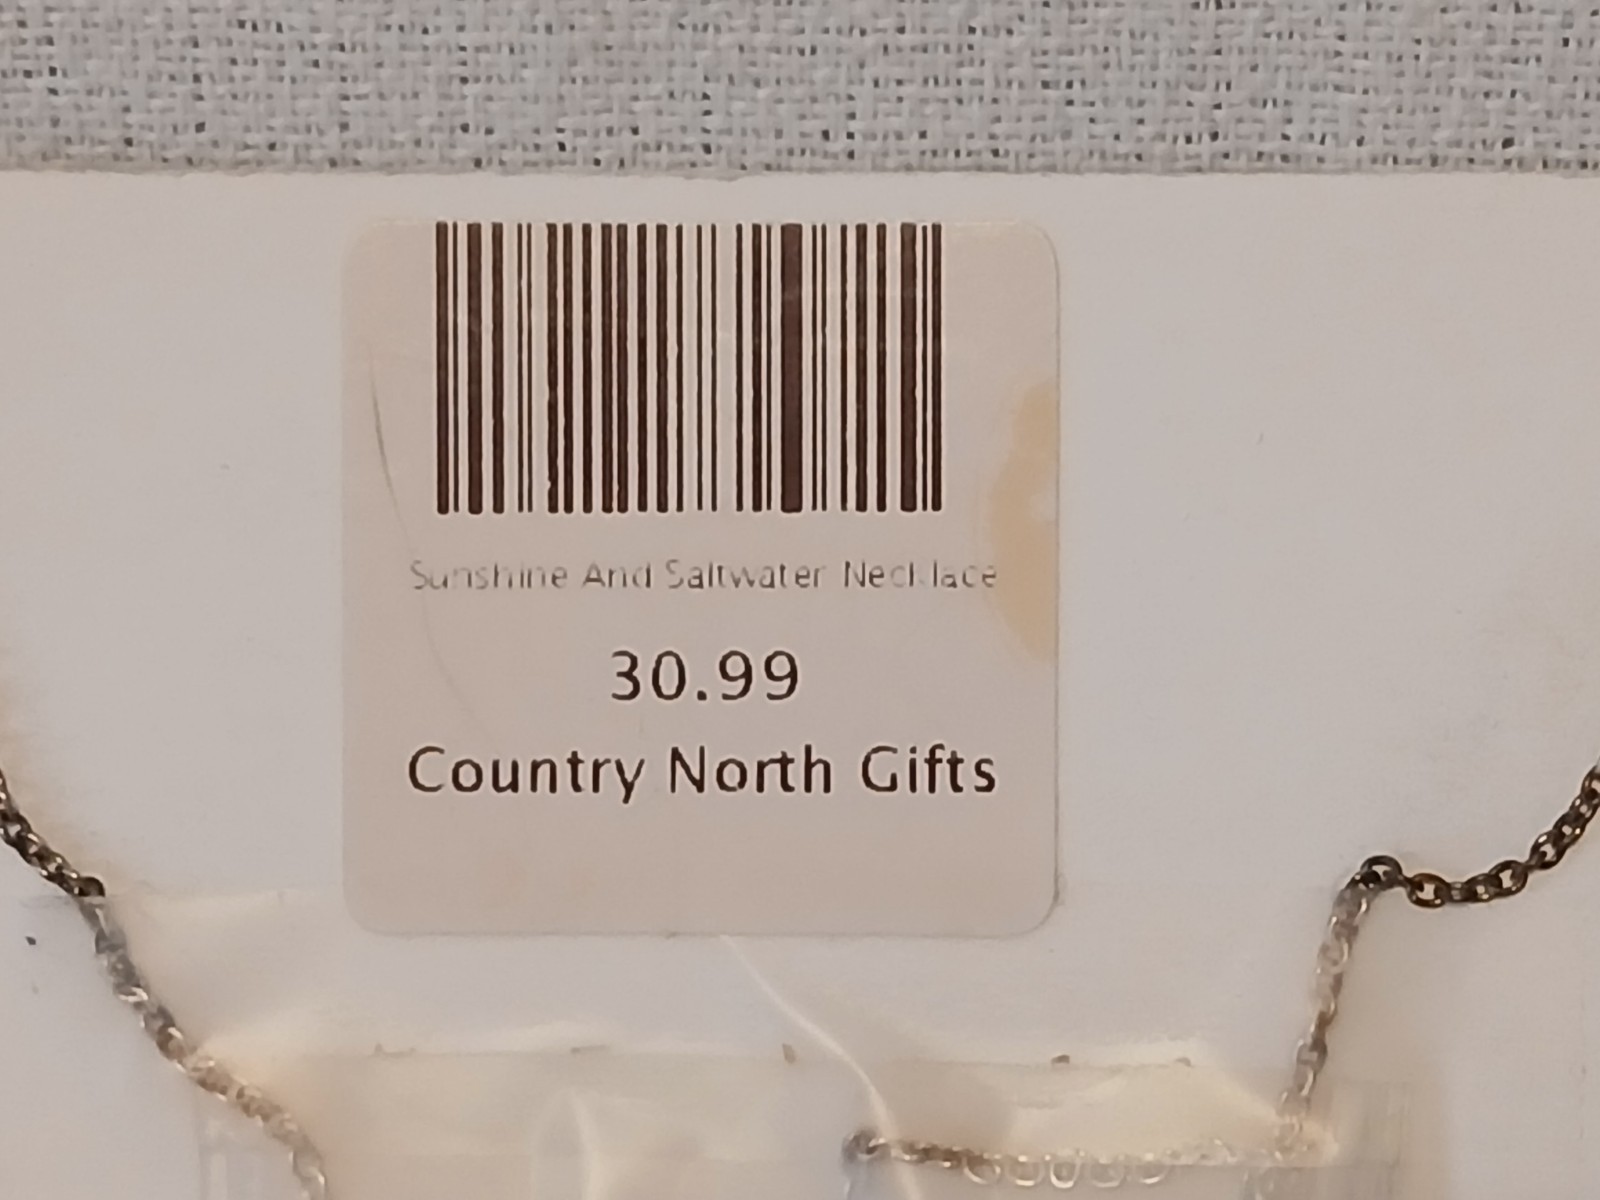 Sunshine And Saltwater Necklace
30.99
Country North Gifts